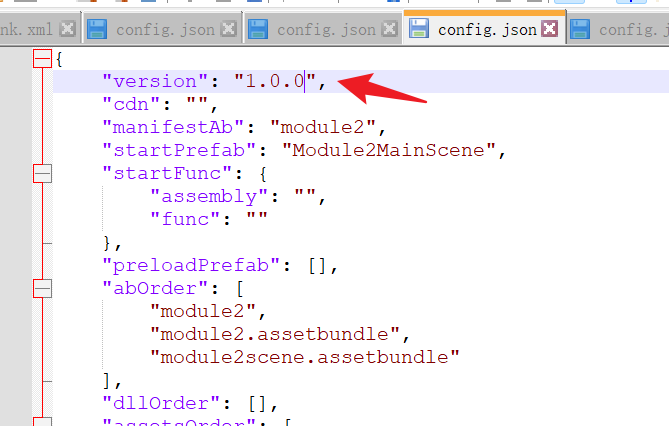 nk.xml config.json config.json config.json config.json
{
"version": "1.0.0",
"cdn": "",
"manifestAb": "module2",
"startPrefab": "Module2MainScene",
"startFunc": {
"assembly": "",
"func": ""
},
"preloadPrefab": [],
"abOrder": [
"module2",
"module2.assetbundle",
"module2scene.assetbundle"
],
"dllOrder": [],
"assetsOrder": [